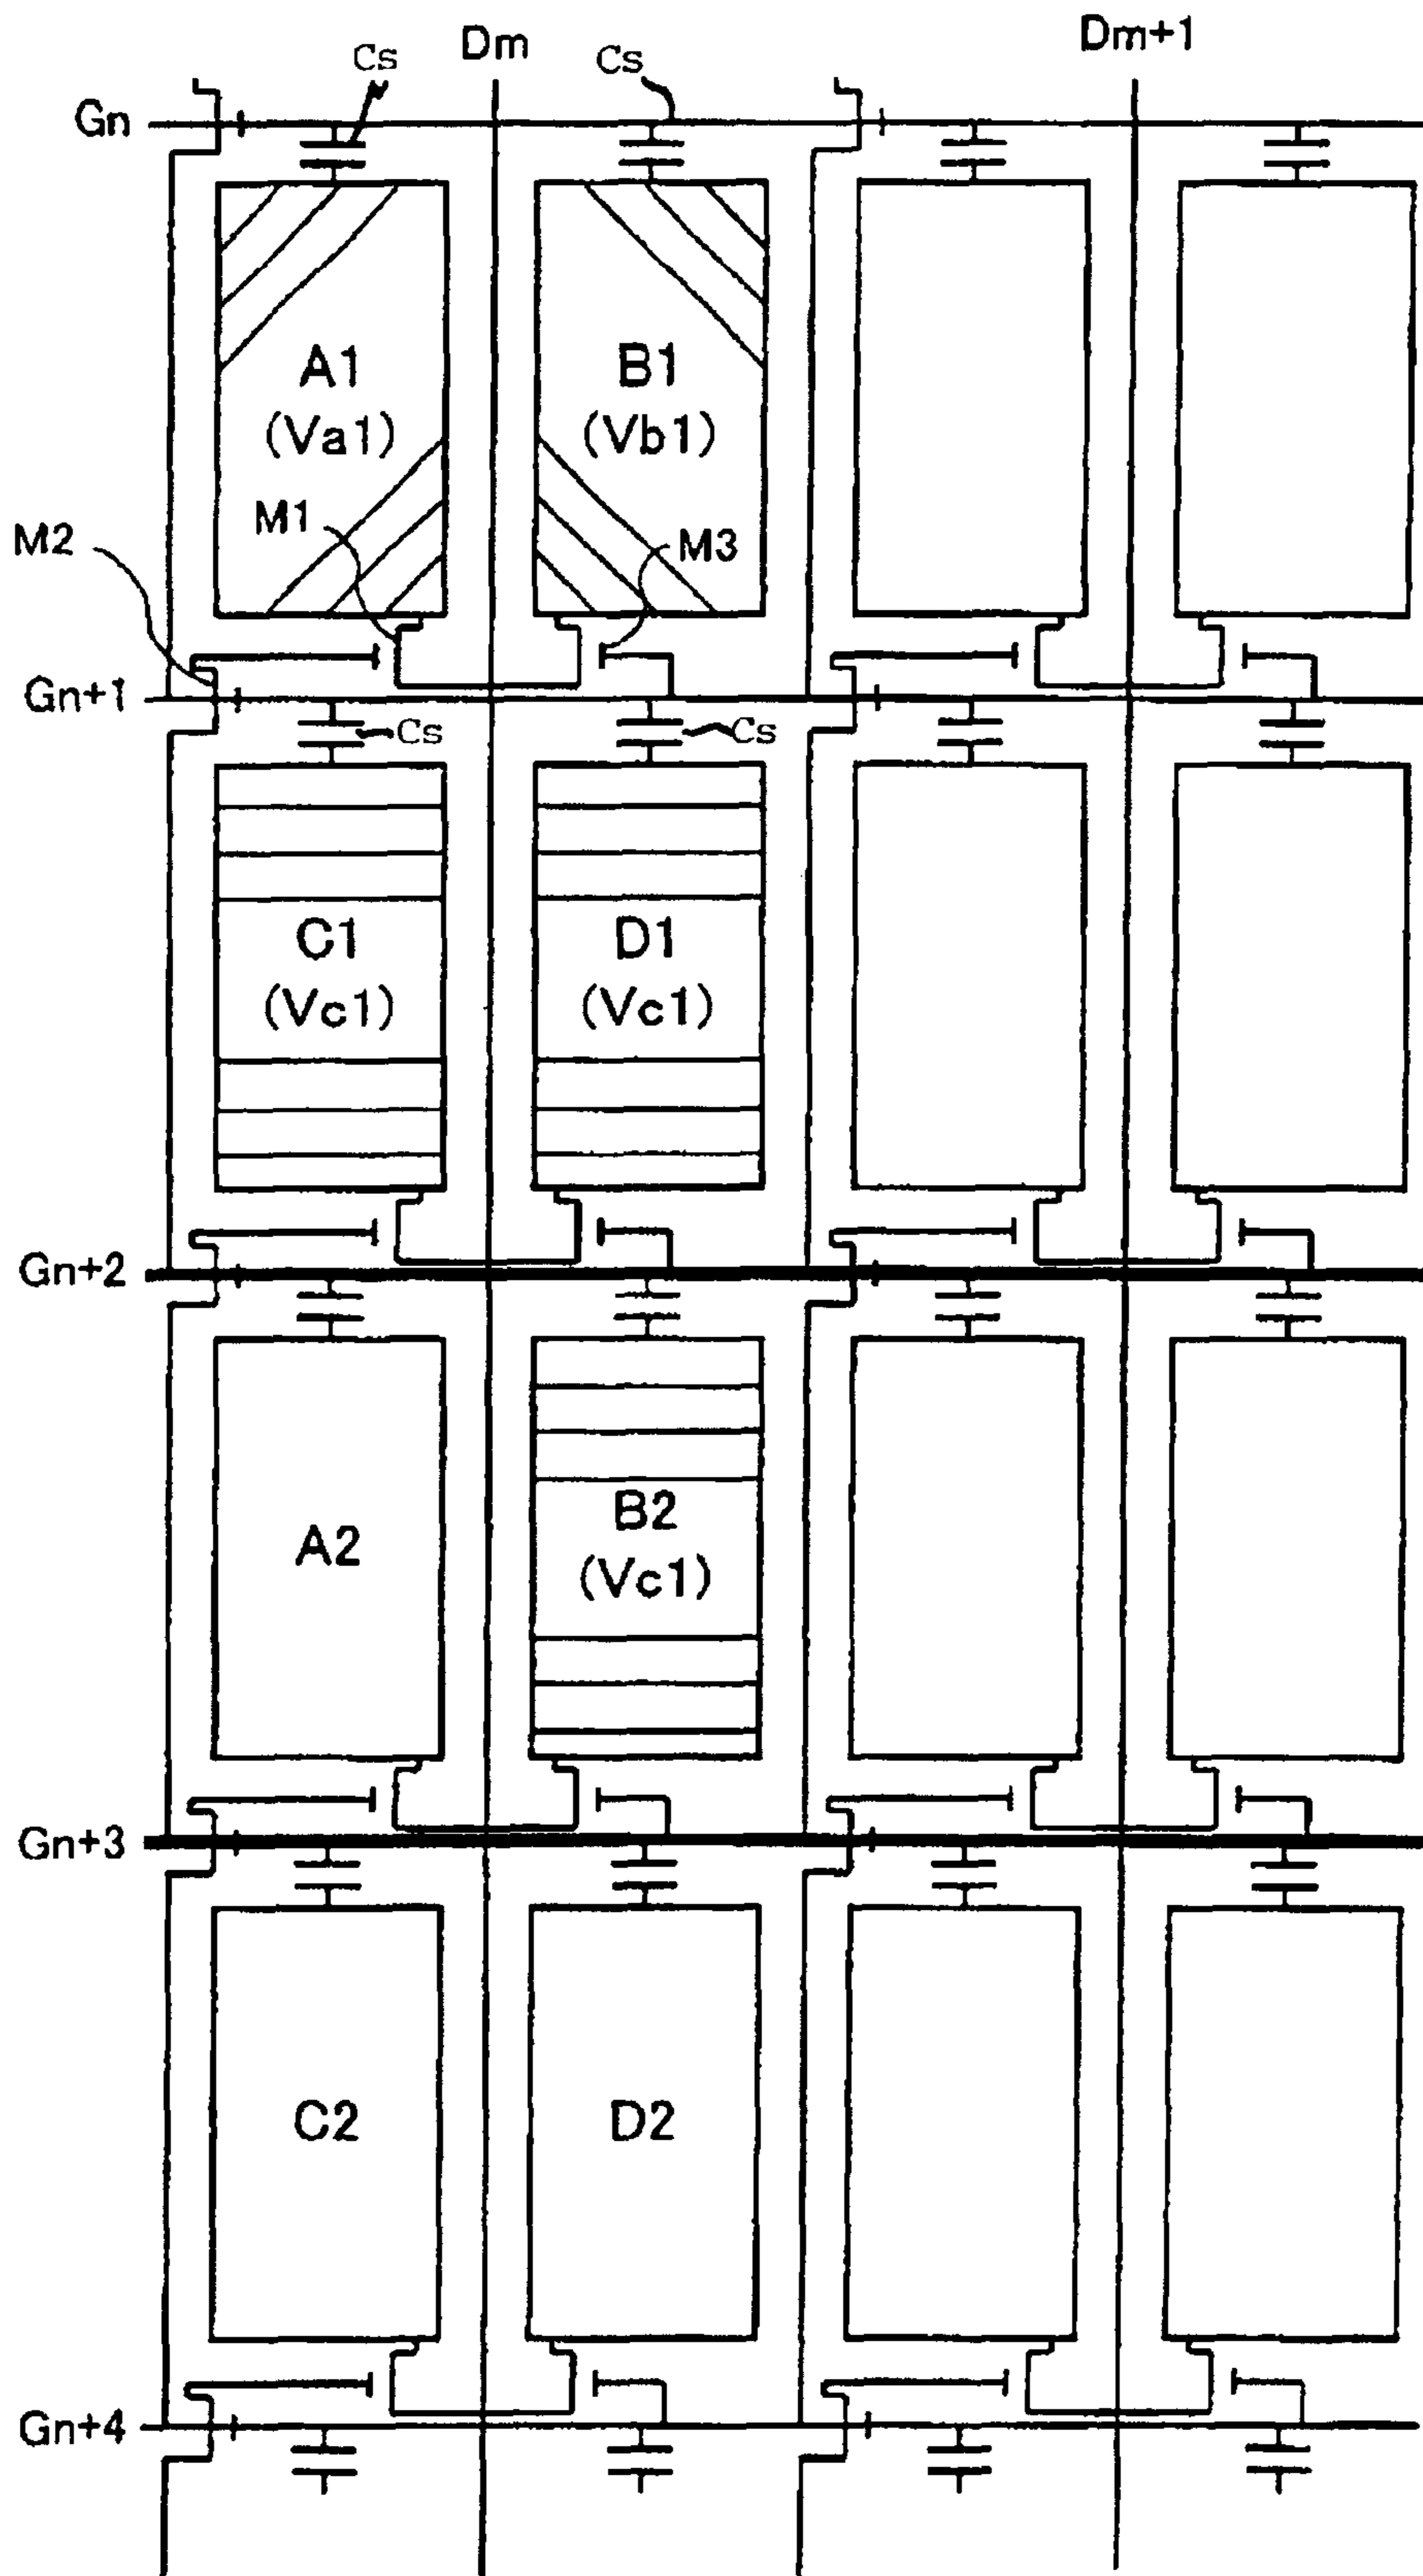 Cs Dm Cs Dm+1
Gn
A1 B1
(Va1) (Vb1)
M1
M2 M3
Gn+1
Cs Cs
C1 D1
(Vc1) (Vc1)
Gn+2
A2 B2
(Vc1)
Gn+3
C2 D2
Gn+4